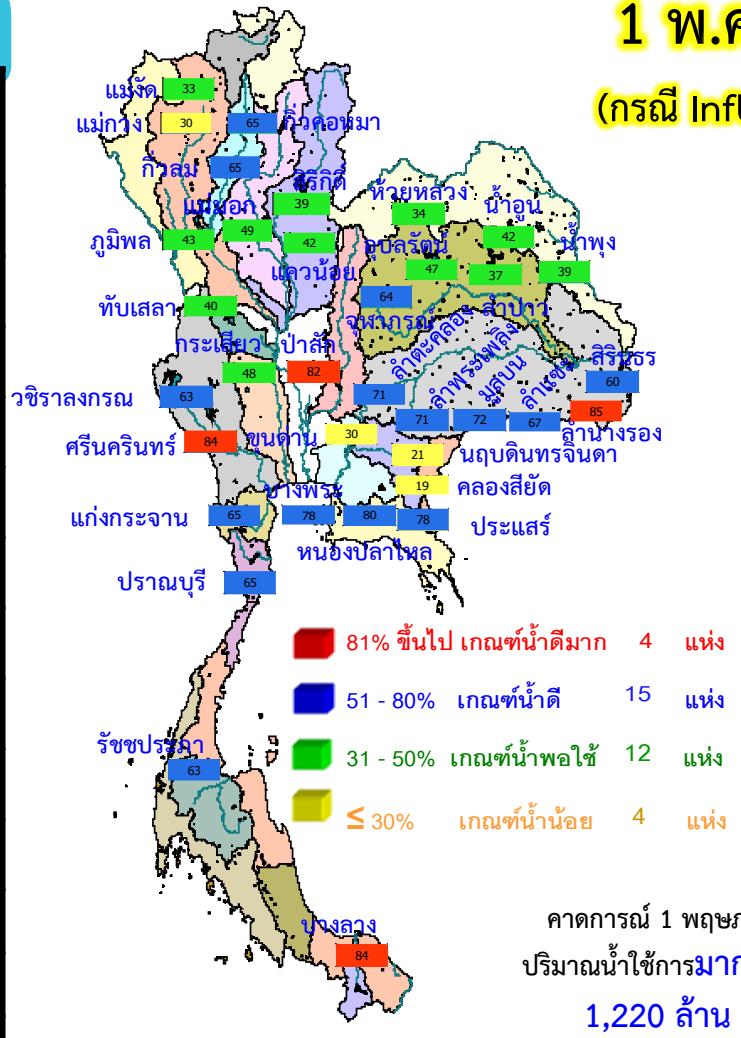 1 พ.ค
(กรณี Infl
แม่งัด 33
แม่กวง 30 65 กิ่วคอหมา
กิ่วลม 65
สิริกิติ์ 39
ห้วยหลวง 34
น้ำอูน 42
แม่มอก 49
ภูมิพล 43
42 แควน้อย
อุบลรัตน์ 47
37 ลำปาว
น้ำพุง 39
64 จุฬาภรณ์
ทับเสลา 40
กระเสียว 48
ป่าสัก 82
ลำตะคอง 71
ลำพระเพลิง 71
มูลบน 72
ลำแชะ 67
สิรินธร 60
85 ลำนางรอง
วชิราลงกรณ 63
ศรีนครินทร์ 84
ขุนด่าน 30
21 นฤบดินทรจินดา
19 คลองสียัด
แก่งกระจาน 65
บางพระ 78
80 หนองปลาไหล
78 ประแสร์
ปราณบุรี 65
81% ขึ้นไป เกณฑ์น้ำดีมาก 4 แห่ง
51 - 80% เกณฑ์น้ำดี 15 แห่ง
31 - 50% เกณฑ์น้ำพอใช้ 12 แห่ง
≤ 30% เกณฑ์น้ำน้อย 4 แห่ง
รัชชประภา 63
บางลาง 84
คาดการณ์ 1 พฤษภ
ปริมาณน้ำใช้การมาก
1,220 ล้าน